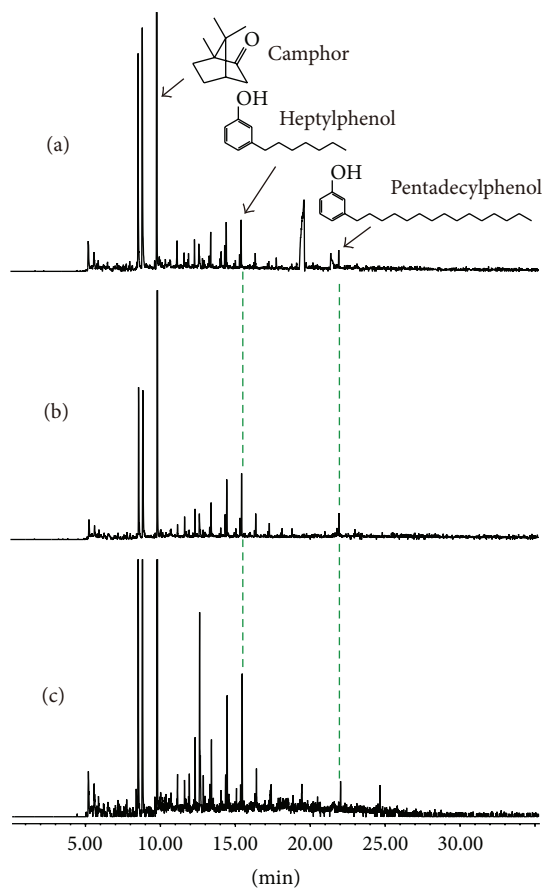 O
Camphor
OH
Heptylphenol
(a)
OH
Pentadecylphenol
(b)
(c)
5.00 10.00 15.00 20.00 25.00 30.00
(min)